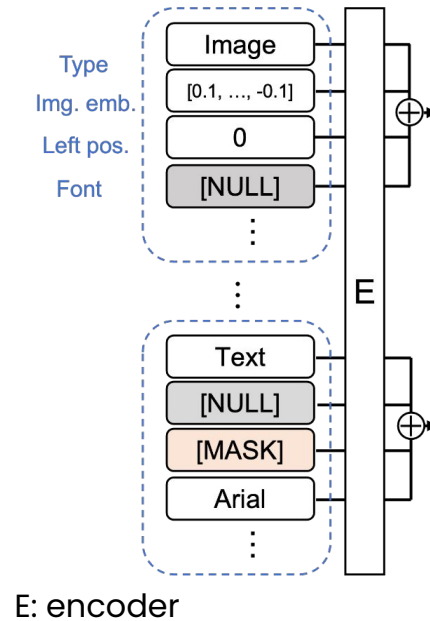 Type
Image
Img. emb.
[0.1, ..., -0.1]
Left pos.
0
Font
[NULL]
E
Text
[NULL]
[MASK]
Arial
E: encoder